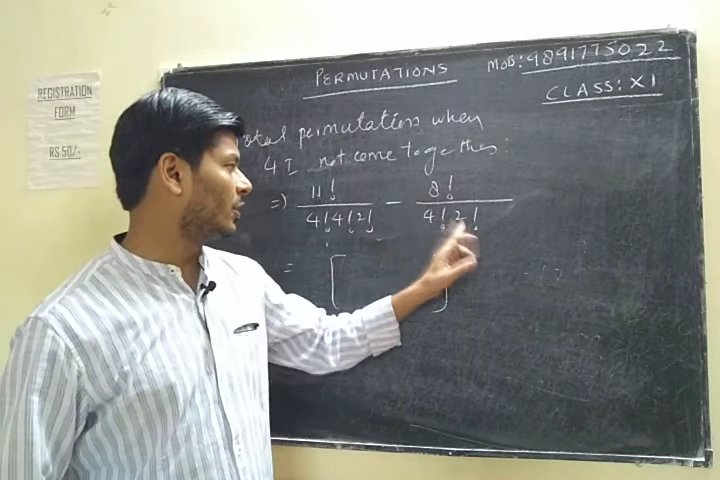 REGISTRATION
FORM
RS.50/-
PERMUTATIONS
MOB: 9891775022
CLASS: XI
otal permutations when
4 I not come together:
=> 11! / 4! 4! 2! - 8! / 4! 2!
= [ ]